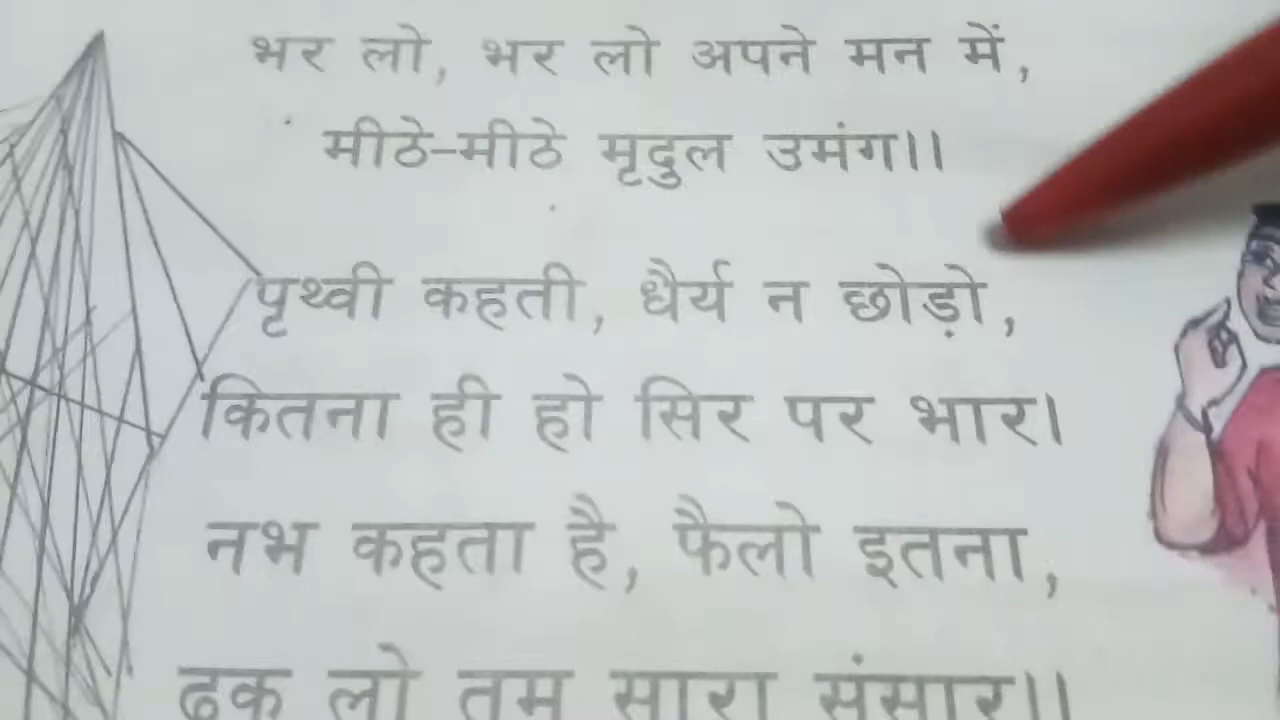 भर लो, भर लो अपने मन में,
मीठे-मीठे मृदुल उमंग।।
पृथ्वी कहती, धैर्य न छोड़ो,
कितना ही हो सिर पर भार।
नभ कहता है, फैलो इतना,
ढक लो तुम सारा संसार।।